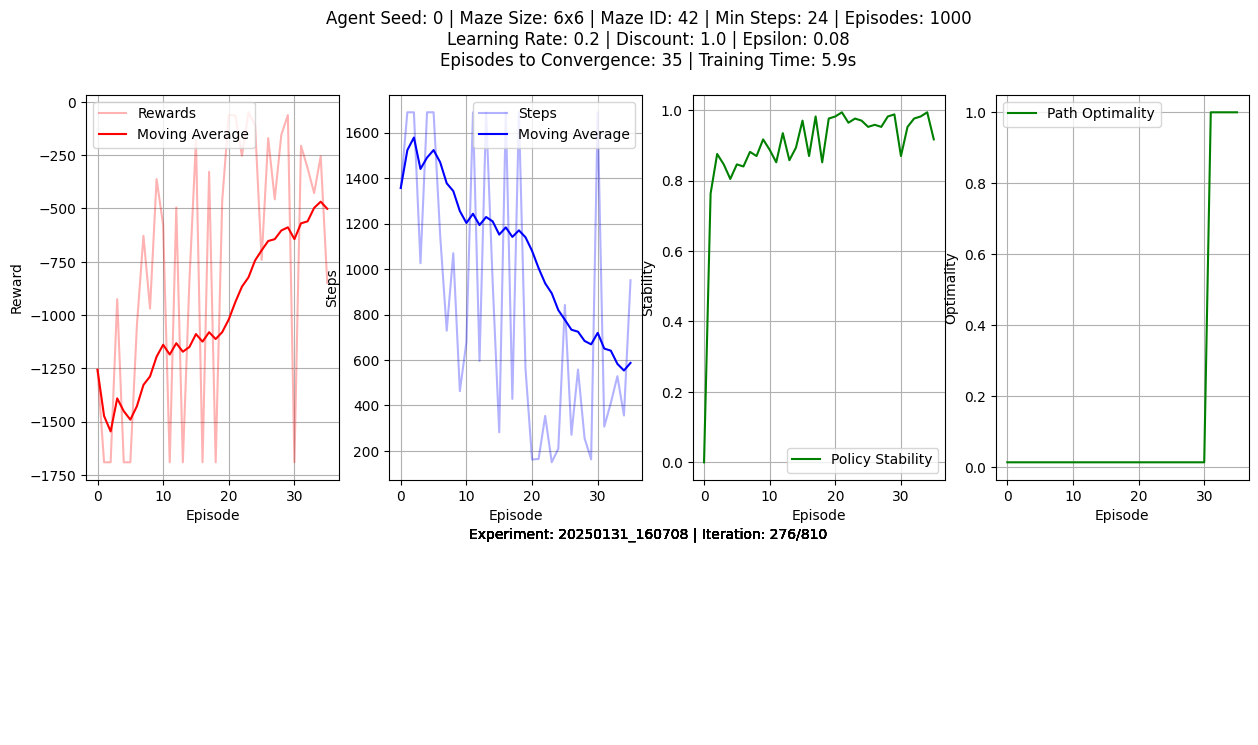 Agent Seed: 0 | Maze Size: 6x6 | Maze ID: 42 | Min Steps: 24 | Episodes: 1000
Learning Rate: 0.2 | Discount: 1.0 | Epsilon: 0.08
Episodes to Convergence: 35 | Training Time: 5.9s
Rewards
Moving Average
0
−250
−500
−750
−1000
−1250
−1500
−1750
Reward
0
10
20
30
Episode
Steps
Moving Average
1600
1400
1200
1000
800
600
400
200
Steps
0
10
20
30
Episode
1.0
0.8
0.6
0.4
0.2
0.0
Stability
Policy Stability
0
10
20
30
Episode
Path Optimality
1.0
0.8
0.6
0.4
0.2
0.0
Optimality
0
10
20
30
Episode
Experiment: 20250131_160708 | Iteration: 276/810